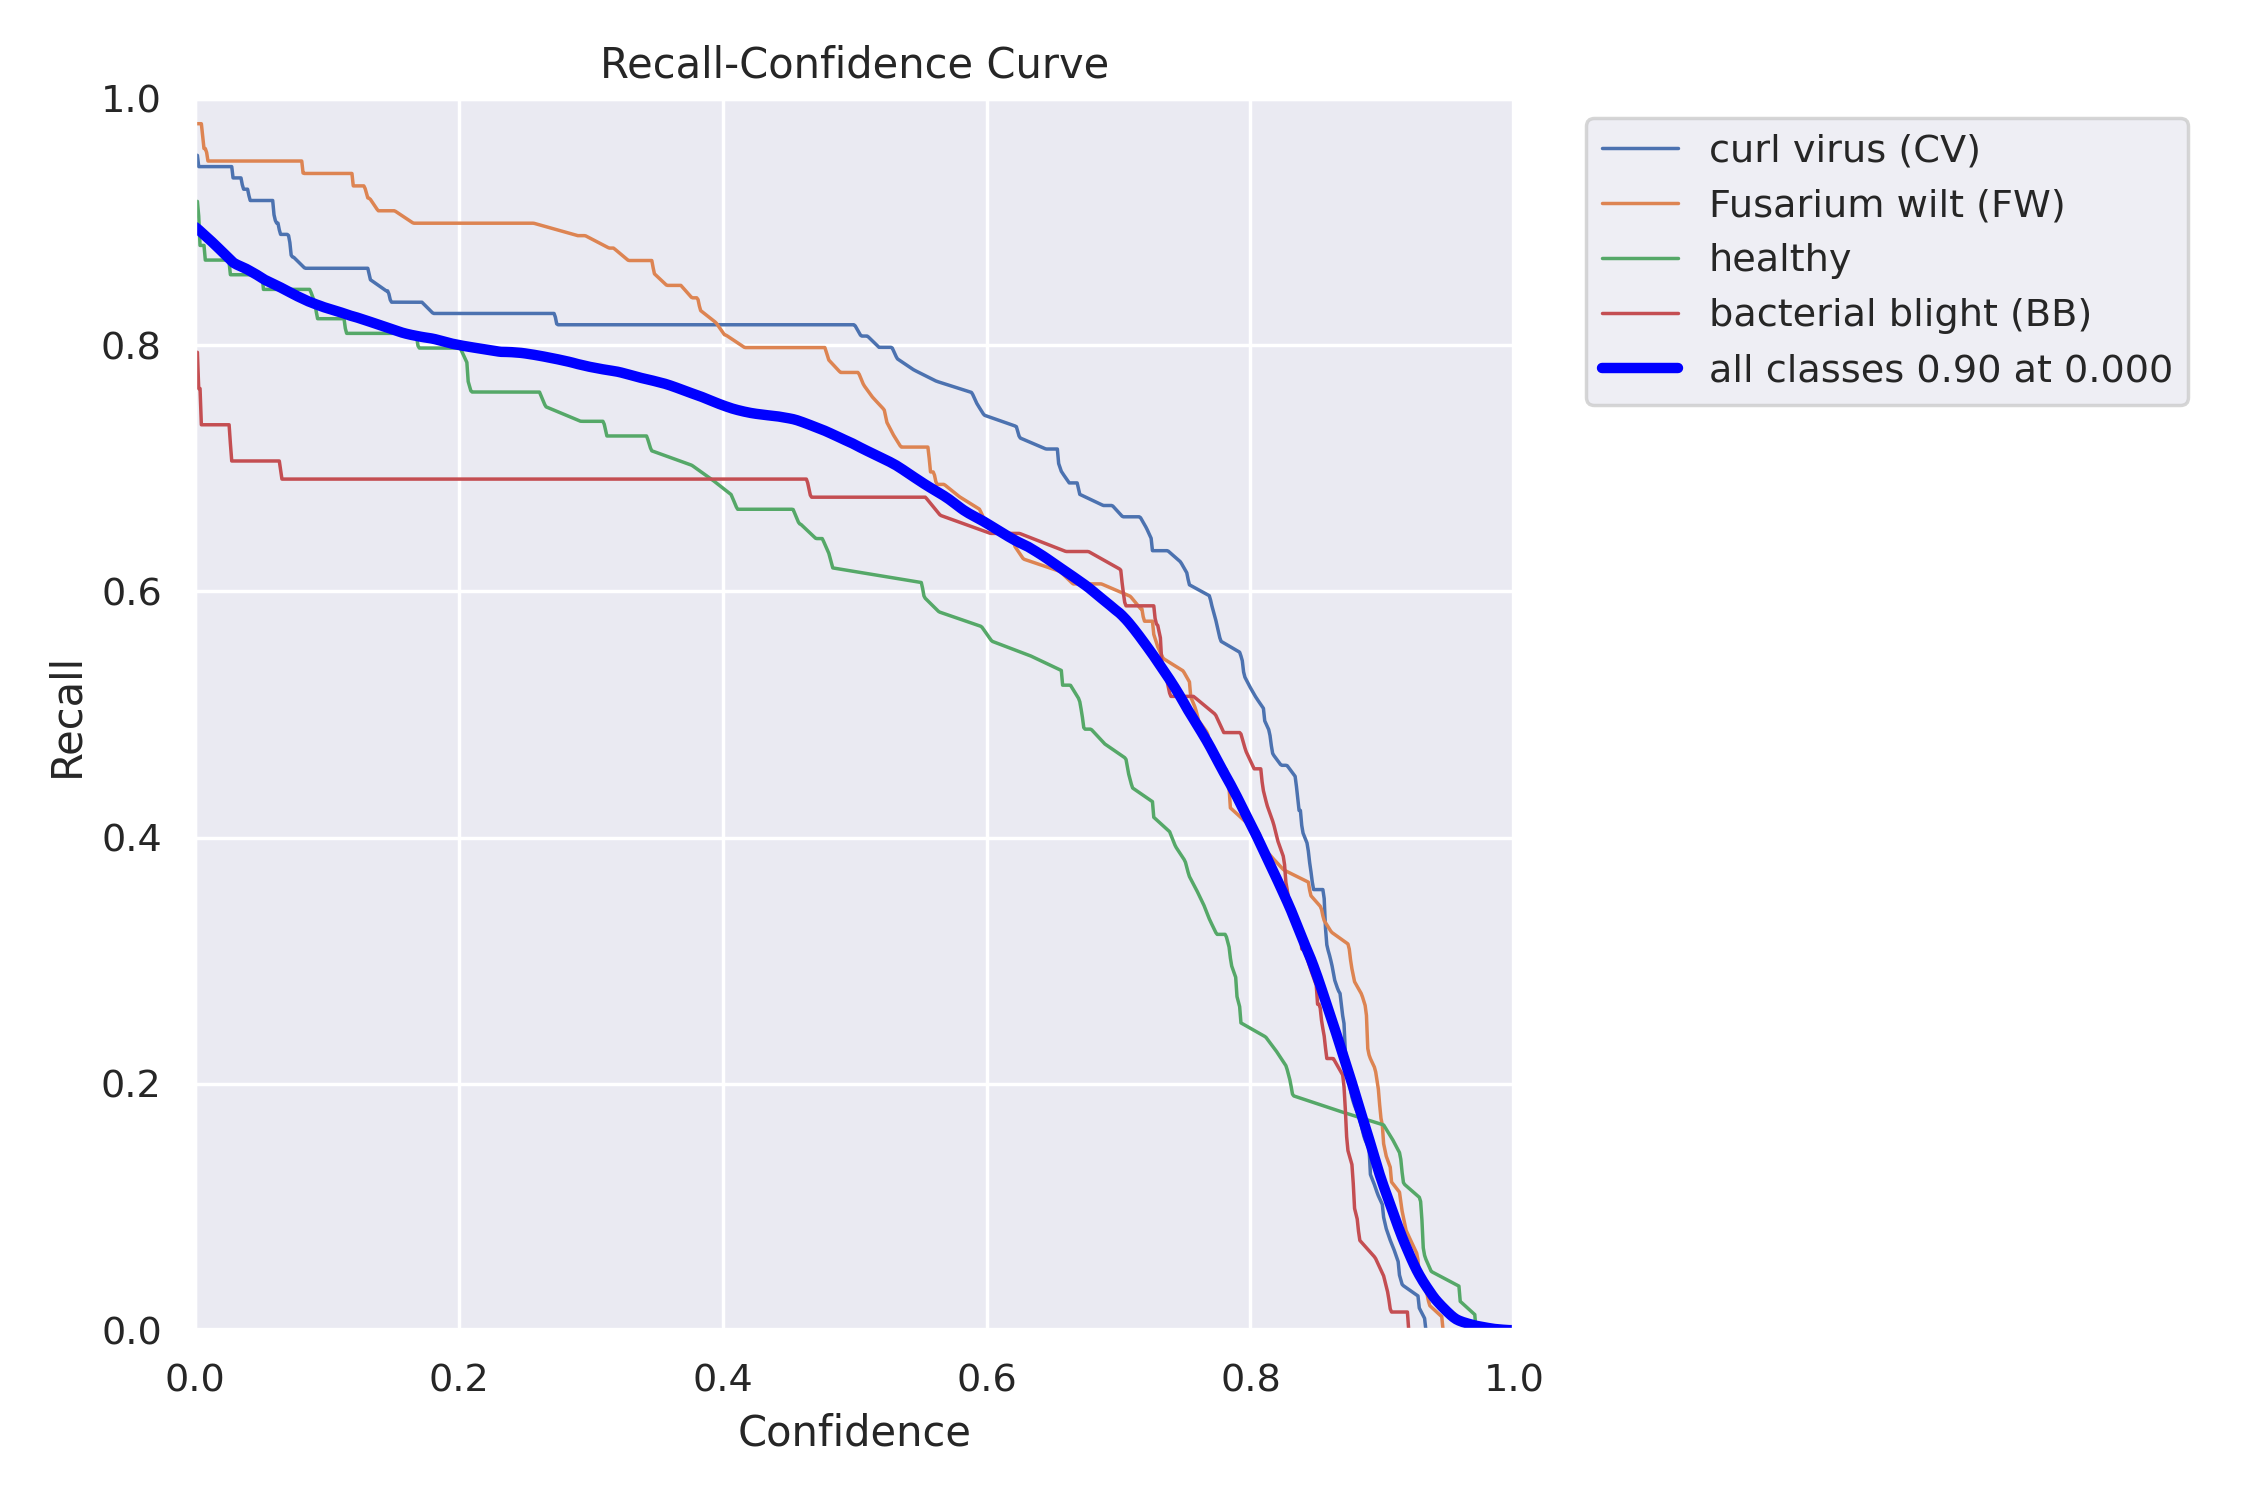 Recall-Confidence Curve
1.0
0.8
0.6
0.4
0.2
0.0
Recall
0.0 0.2 0.4 0.6 0.8 1.0
Confidence
curl virus (CV)
Fusarium wilt (FW)
healthy
bacterial blight (BB)
all classes 0.90 at 0.000